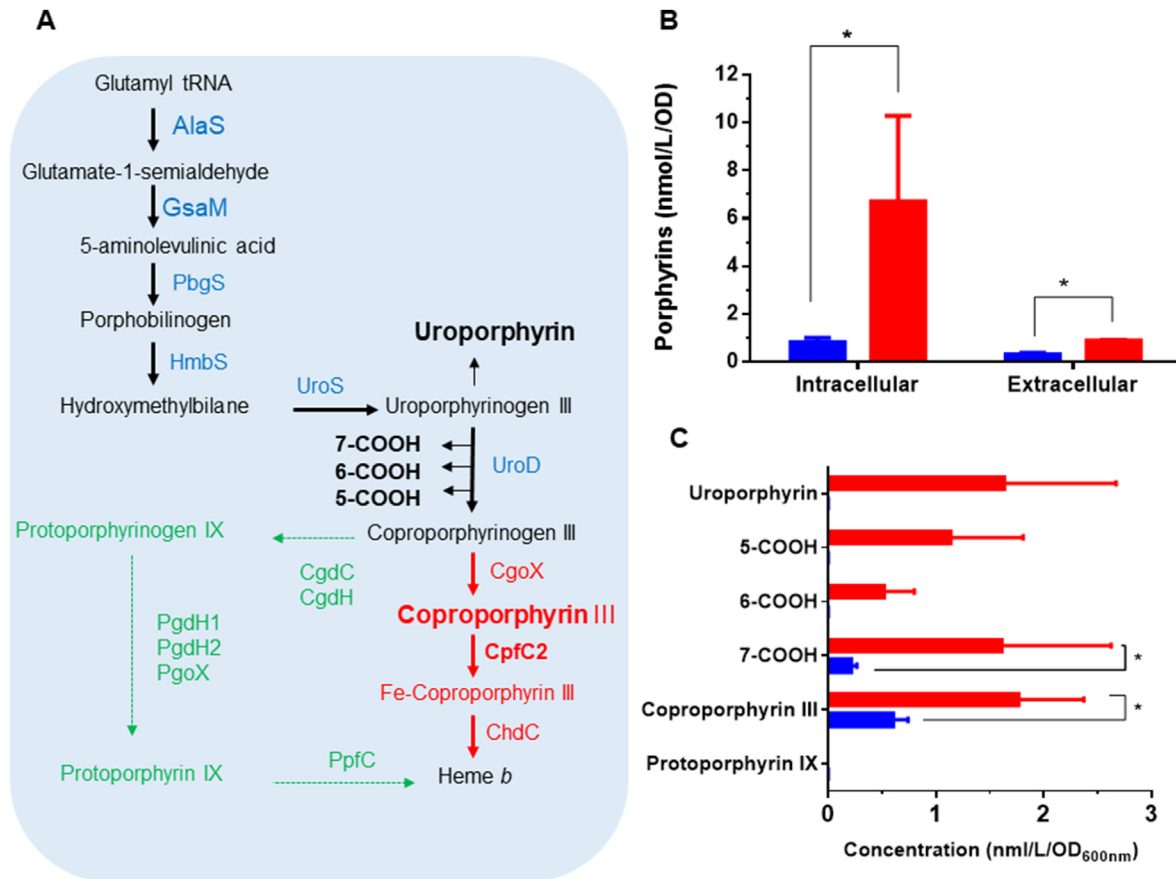 A
Glutamyl tRNA
AlaS
Glutamate-1-semialdehyde
GsaM
5-aminolevulinic acid
PbgS
Porphobilinogen
HmbS
Hydroxymethylbilane
UroS
Uroporphyrin
Uroporphyrinogen III
7-COOH
6-COOH
5-COOH
UroD
Protoporphyrinogen IX
Coproporphyrinogen III
CgdC
CgdH
CgoX
PgdH1
PgdH2
PgoX
Coproporphyrin III
CpfC2
Fe-Coproporphyrin III
ChdC
Protoporphyrin IX
PpfC
Heme b
B
Porphyrins (nmol/L/OD)
12
10
8
6
4
2
0
*
*
Intracellular
Extracellular
C
Uroporphyrin
5-COOH
6-COOH
7-COOH
*
Coproporphyrin III
*
Protoporphyrin IX
0 1 2 3
Concentration (nml/L/OD600nm)